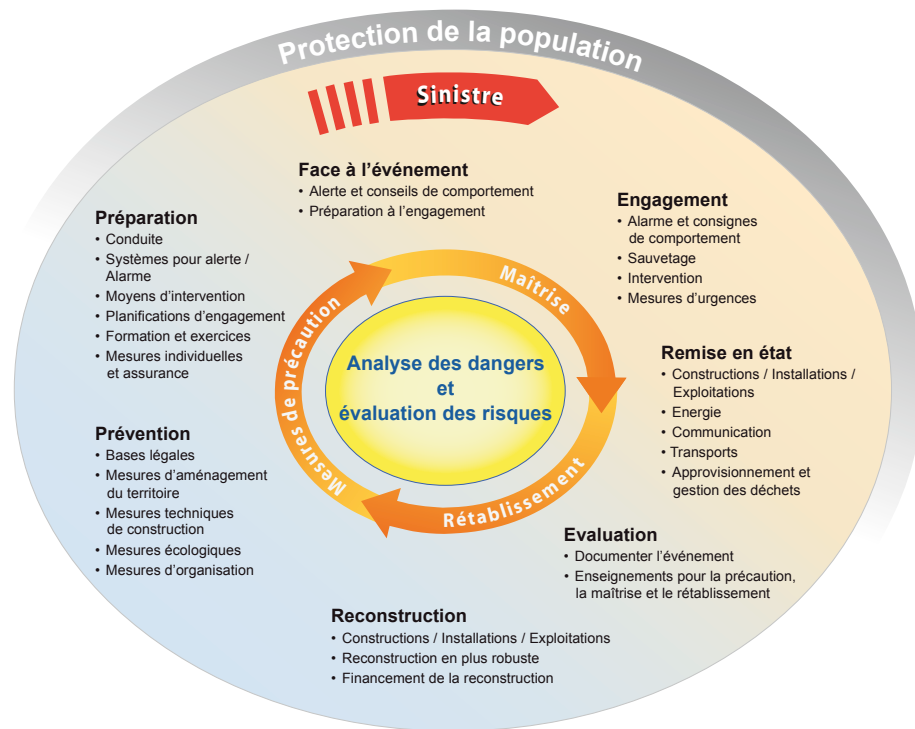 Protection de la population
Sinistre
Face à l'événement
• Alerte et conseils de comportement
• Préparation à l'engagement
Engagement
• Alarme et consignes
de comportement
• Sauvetage
• Intervention
• Mesures d'urgences
Préparation
• Conduite
• Systèmes pour alerte /
Alarme
• Moyens d'intervention
• Planifications d'engagement
• Formation et exercices
• Mesures individuelles
et assurance
Maîtrise
Mesures de précaution
Rétablissement
Analyse des dangers
et
évaluation des risques
Remise en état
• Constructions / Installations /
Exploitations
• Energie
• Communication
• Transports
• Approvisionnement et
gestion des déchets
Prévention
• Bases légales
• Mesures d'aménagement
du territoire
• Mesures techniques
de construction
• Mesures écologiques
• Mesures d'organisation
Evaluation
• Documenter l'événement
• Enseignements pour la précaution,
la maîtrise et le rétablissement
Reconstruction
• Constructions / Installations / Exploitations
• Reconstruction en plus robuste
• Financement de la reconstruction